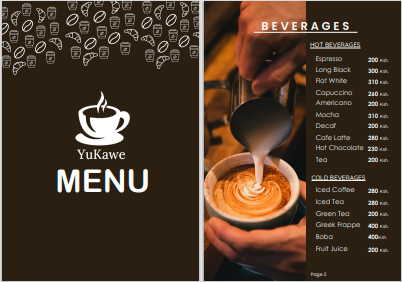 YuKawe
MENU
BEVERAGES
HOT BEVERAGES
Espresso 200 Ksh.
Long Black 300 Ksh.
Flat White 310 Ksh.
Capuccino 260 Ksh.
Americano 200 Ksh.
Mocha 310 Ksh.
Decaf 200 Ksh.
Cafe Latte 280 Ksh.
Hot Chocolate 230 Ksh.
Tea 200 Ksh.
COLD BEVERAGES
Iced Coffee 280 Ksh.
Iced Tea 280 Ksh.
Green Tea 200 Ksh.
Greek Frappe 400 Ksh.
Boba 400Ksh.
Fruit Juice 200 Ksh.
Page 2